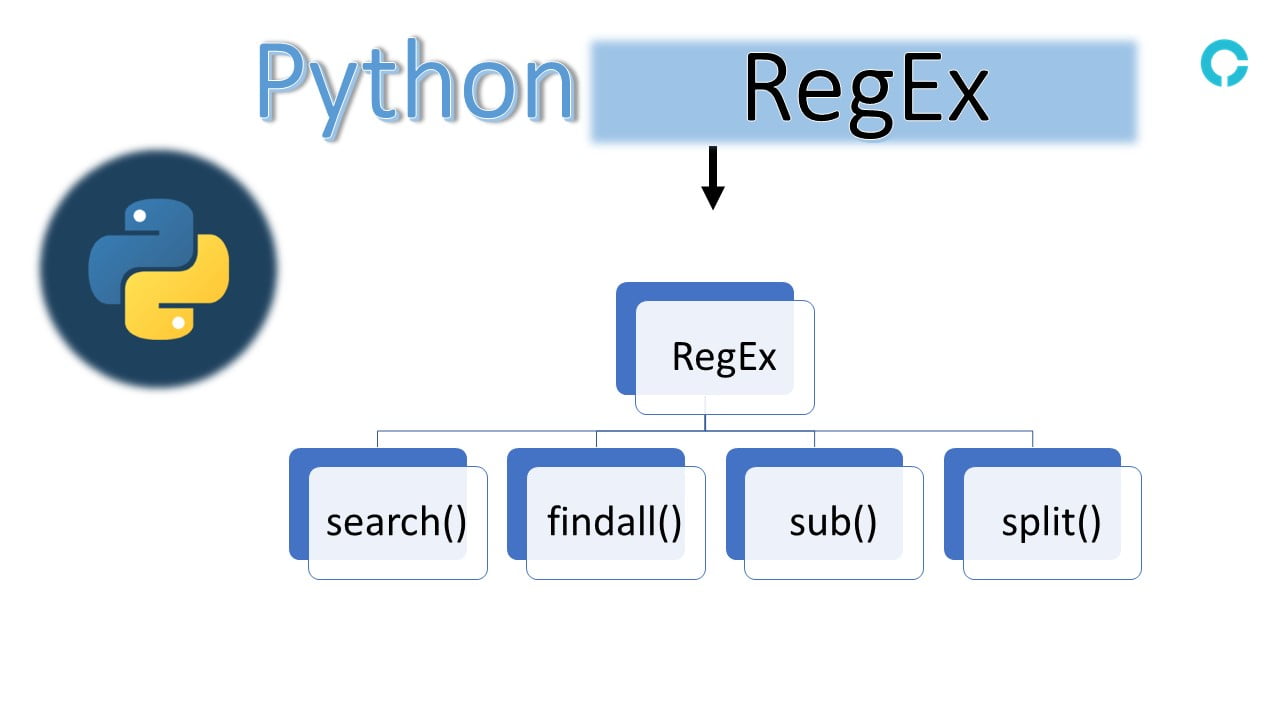 Python RegEx
RegEx
search() findall() sub() split()